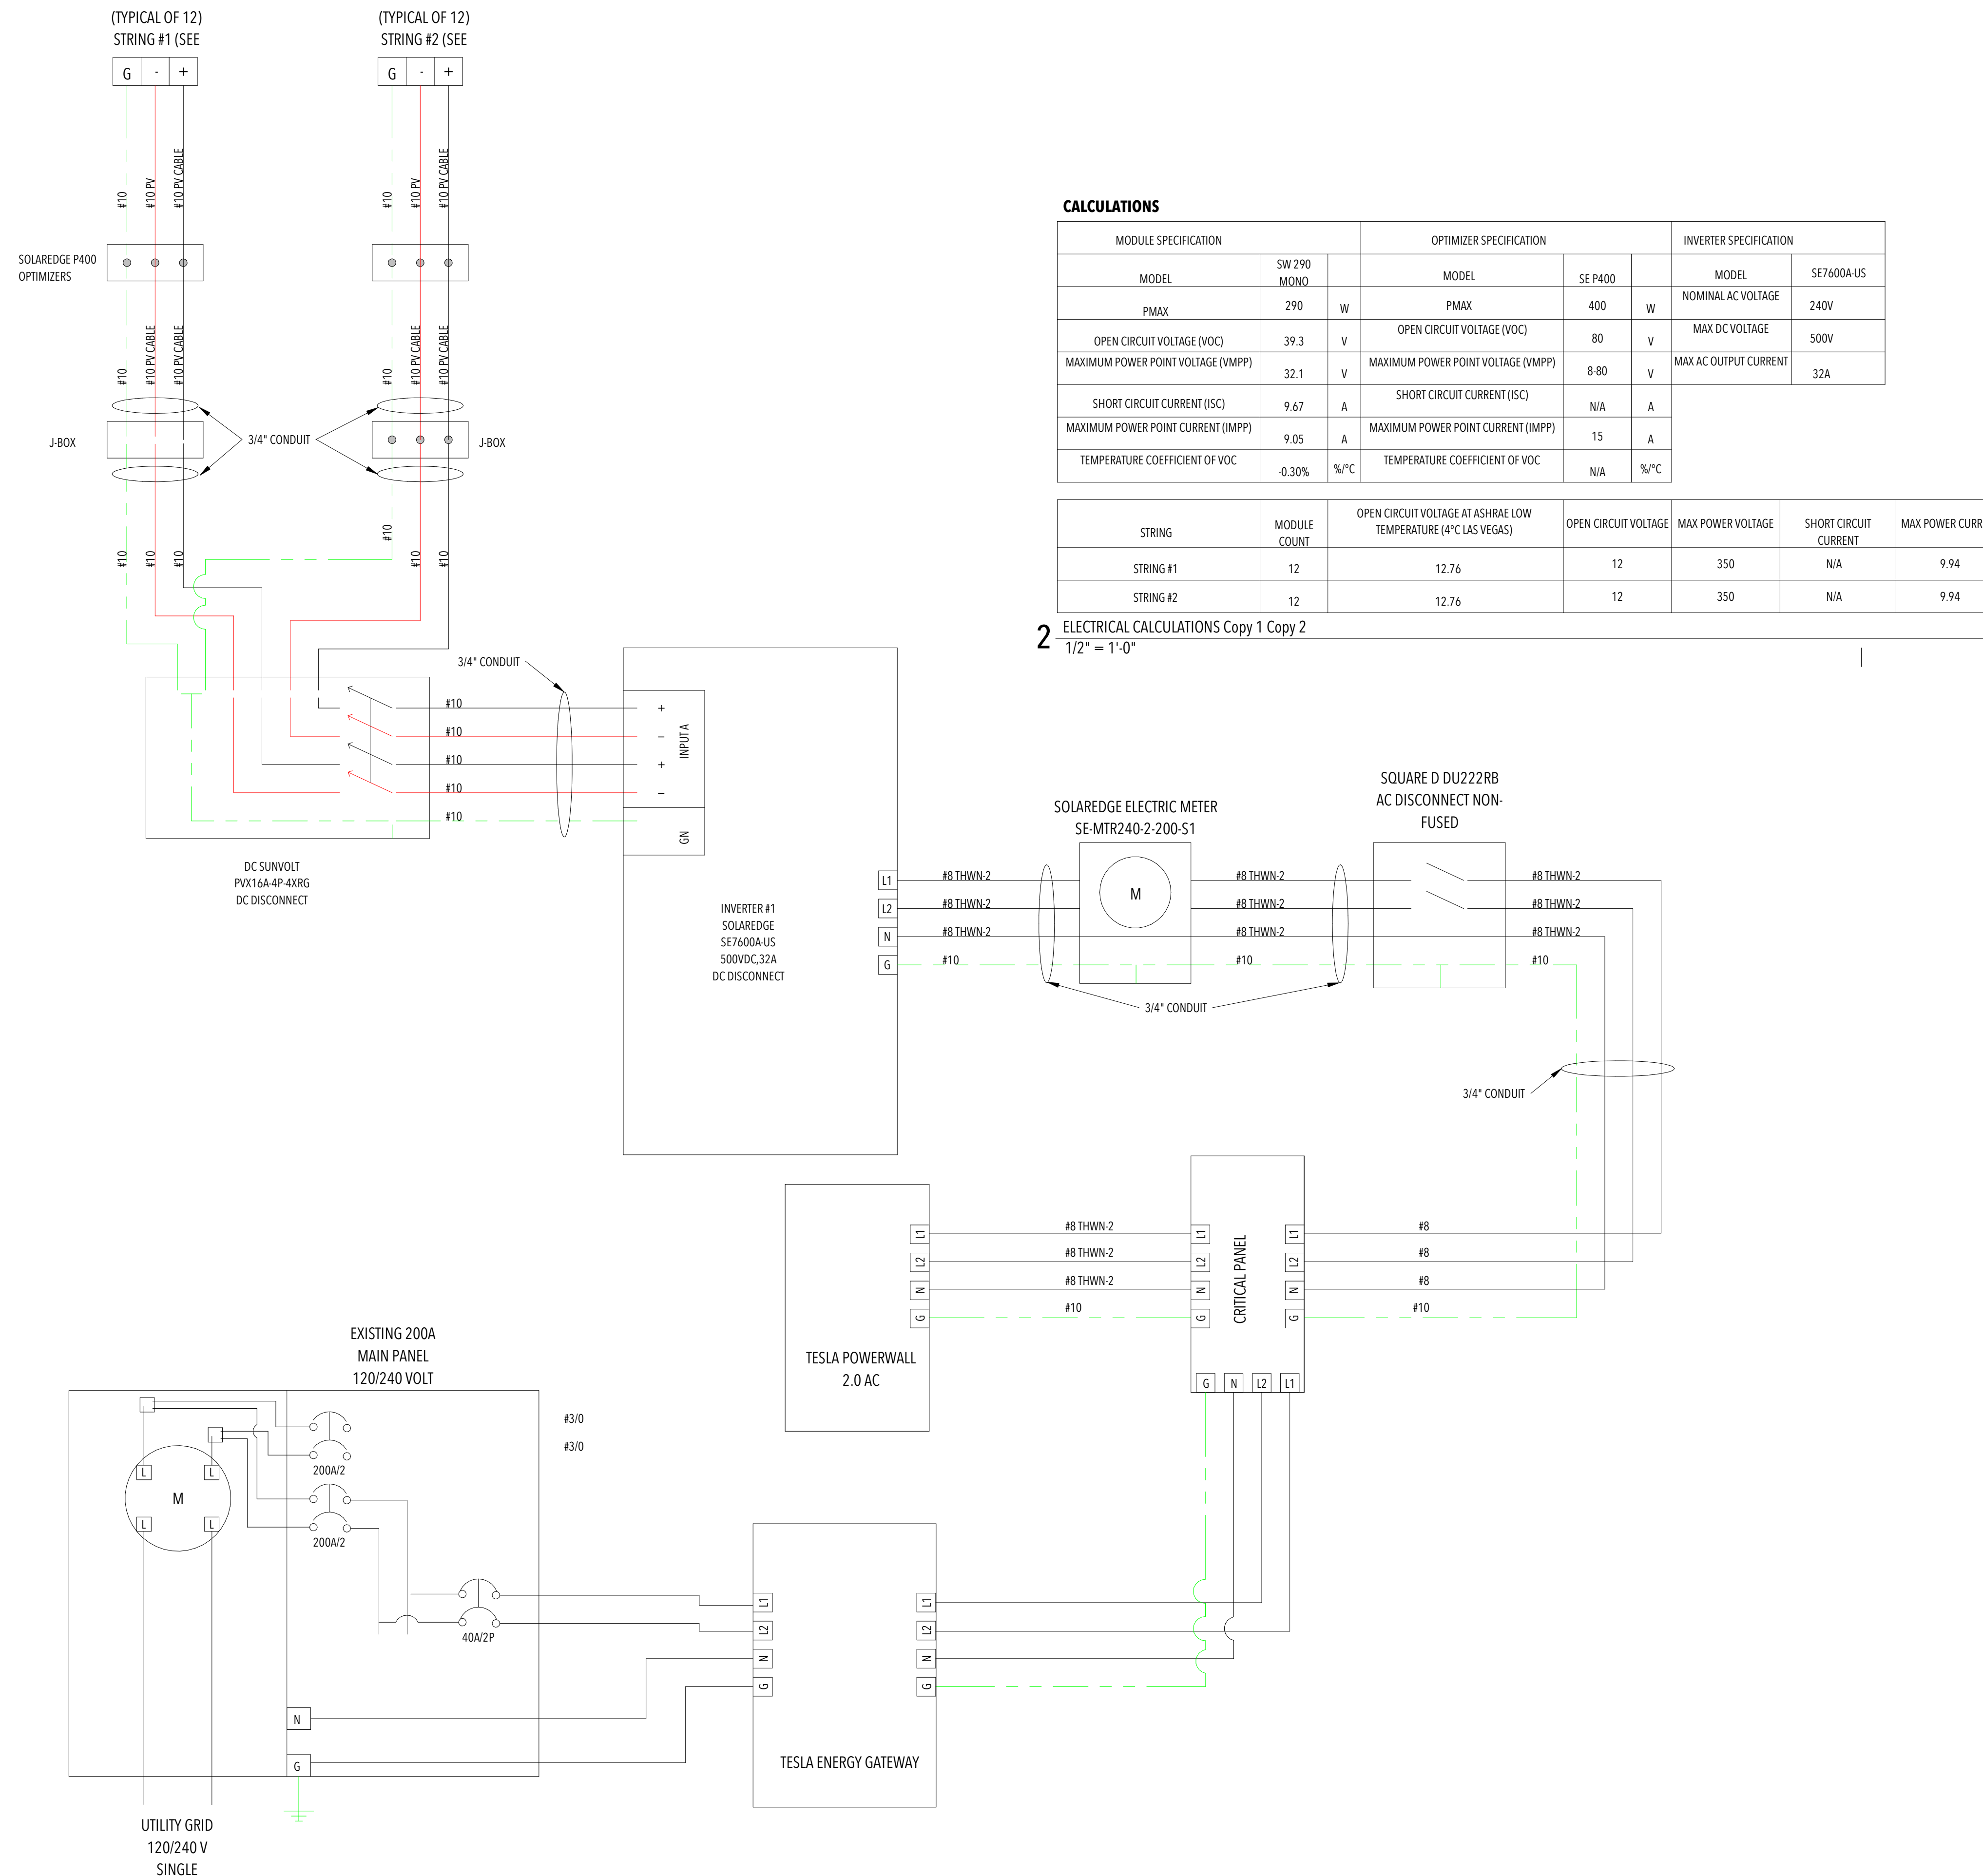 (TYPICAL OF 12)
STRING #1 (SEE
(TYPICAL OF 12)
STRING #2 (SEE
G - +
G - +
#10
#10 PV
#10 PV CABLE
#10
#10 PV
#10 PV CABLE
SOLAREDGE P400
OPTIMIZERS
#10
#10 PV CABLE
#10 PV CABLE
#10
#10 PV CABLE
#10 PV CABLE
J-BOX
3/4" CONDUIT
J-BOX
#10
#10
#10
#10
#10
#10
CALCULATIONS
MODULE SPECIFICATION OPTIMIZER SPECIFICATION INVERTER SPECIFICATION
MODEL SW 290 MONO MODEL SE P400 MODEL SE7600A-US
PMAX 290 W PMAX 400 W NOMINAL AC VOLTAGE 240V
OPEN CIRCUIT VOLTAGE (VOC) 39.3 V OPEN CIRCUIT VOLTAGE (VOC) 80 V MAX DC VOLTAGE 500V
MAXIMUM POWER POINT VOLTAGE (VMPP) 32.1 V MAXIMUM POWER POINT VOLTAGE (VMPP) 8-80 V MAX AC OUTPUT CURRENT 32A
SHORT CIRCUIT CURRENT (ISC) 9.67 A SHORT CIRCUIT CURRENT (ISC) N/A A
MAXIMUM POWER POINT CURRENT (IMPP) 9.05 A MAXIMUM POWER POINT CURRENT (IMPP) 15 A
TEMPERATURE COEFFICIENT OF VOC -0.30% %/°C TEMPERATURE COEFFICIENT OF VOC N/A %/°C
STRING MODULE COUNT OPEN CIRCUIT VOLTAGE AT ASHRAE LOW TEMPERATURE (4°C LAS VEGAS) OPEN CIRCUIT VOLTAGE MAX POWER VOLTAGE SHORT CIRCUIT CURRENT MAX POWER CURR
STRING #1 12 12.76 12 350 N/A 9.94
STRING #2 12 12.76 12 350 N/A 9.94
2 ELECTRICAL CALCULATIONS Copy 1 Copy 2
1/2" = 1'-0"
3/4" CONDUIT
#10
#10
#10
#10
#10
+
–
+
–
INPUT A
GN
DC SUNVOLT
PVX16A-4P-4XRG
DC DISCONNECT
INVERTER #1
SOLAREDGE
SE7600A-US
500VDC,32A
DC DISCONNECT
L1
L2
N
G
#8 THWN-2
#8 THWN-2
#8 THWN-2
#10
SOLAREDGE ELECTRIC METER
SE-MTR240-2-200-S1
M
#8 THWN-2
#8 THWN-2
#8 THWN-2
#10
3/4" CONDUIT
SQUARE D DU222RB
AC DISCONNECT NON-
FUSED
#8 THWN-2
#8 THWN-2
#8 THWN-2
#10
3/4" CONDUIT
TESLA POWERWALL
2.0 AC
L1
L2
N
G
#8 THWN-2
#8 THWN-2
#8 THWN-2
#10
L1
L2
N
G
CRITICAL PANEL
L1
L2
N
G
#8
#8
#8
#10
G N L2 L1
EXISTING 200A
MAIN PANEL
120/240 VOLT
#3/0
#3/0
L L
M
L L
200A/2
200A/2
40A/2P
N
G
L1
L2
N
G
L1
L2
N
G
TESLA ENERGY GATEWAY
UTILITY GRID
120/240 V
SINGLE